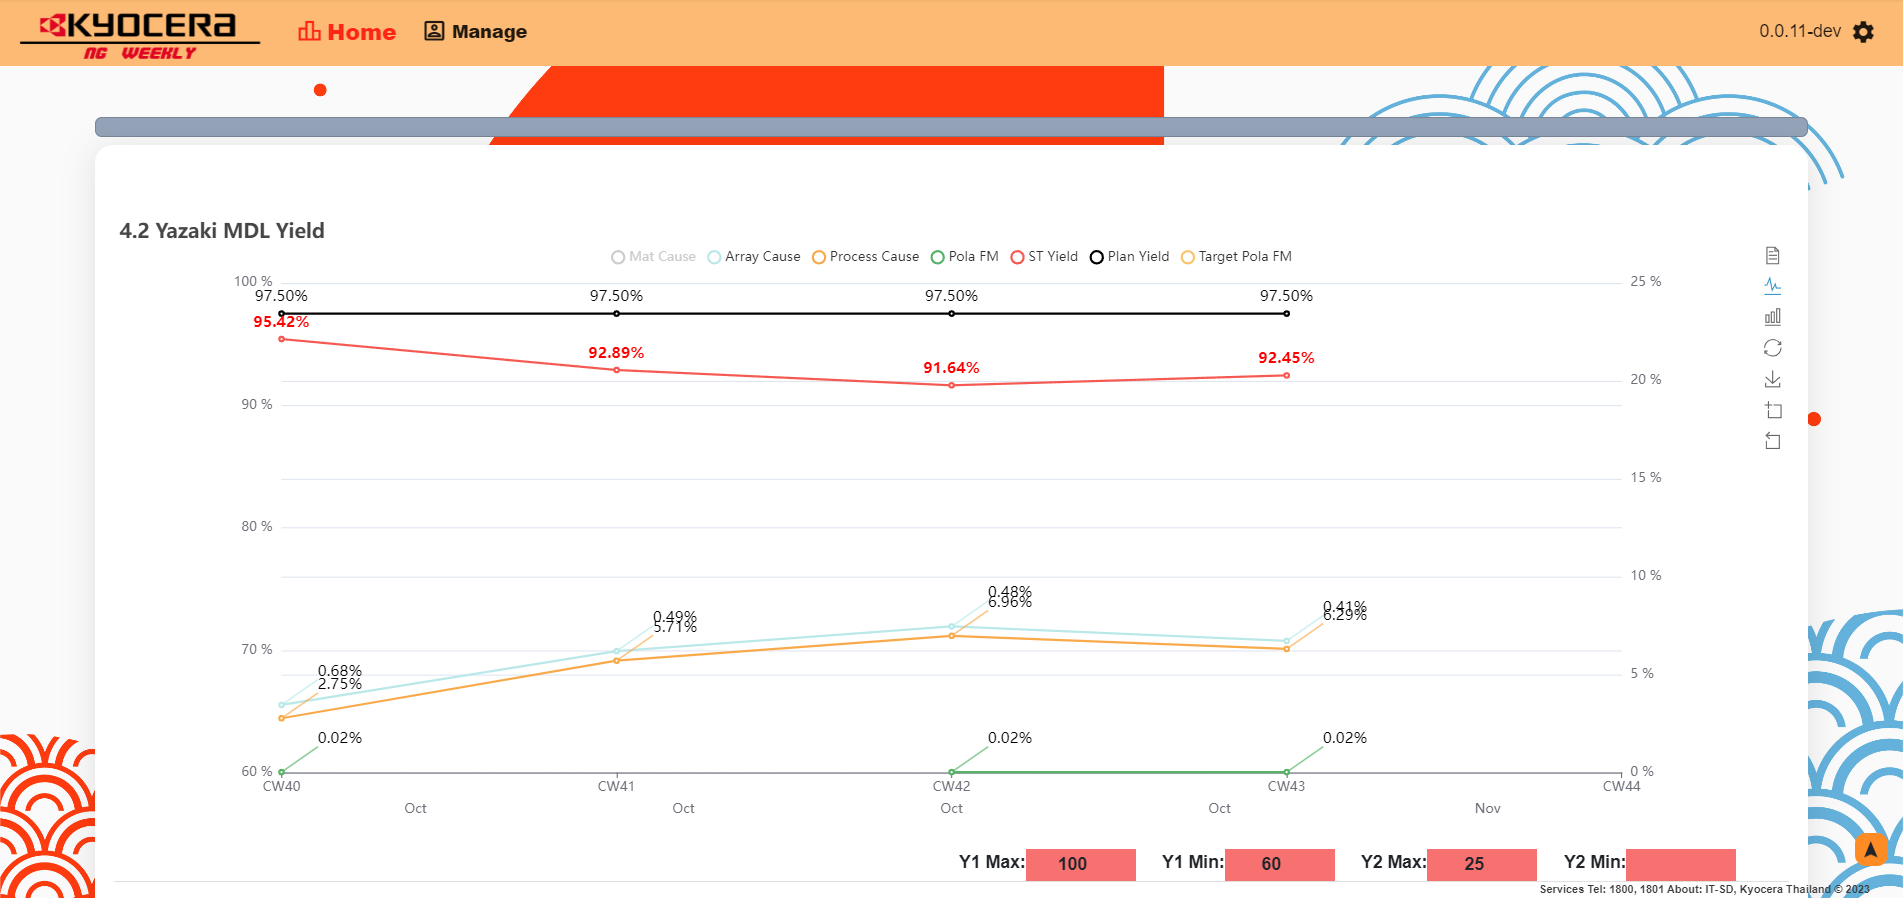 KYOCERA
NG WEEKLY
Home
Manage
0.0.11-dev
4.2 Yazaki MDL Yield
Mat Cause Array Cause Process Cause Pola FM ST Yield Plan Yield Target Pola FM
100 %
25 %
97.50% 97.50% 97.50% 97.50%
95.42%
92.89%
91.64%
92.45%
20 %
90 %
15 %
80 %
10 %
0.48%
6.96%
0.41%
6.29%
0.49%
5.71%
70 %
0.68%
2.75%
5 %
0.02% 0.02% 0.02%
60 %
0 %
CW40 CW41 CW42 CW43 CW44
Oct Oct Oct Oct Nov
Y1 Max: 100 Y1 Min: 60 Y2 Max: 25 Y2 Min:
Services Tel: 1800, 1801 About: IT-SD, Kyocera Thailand © 2023